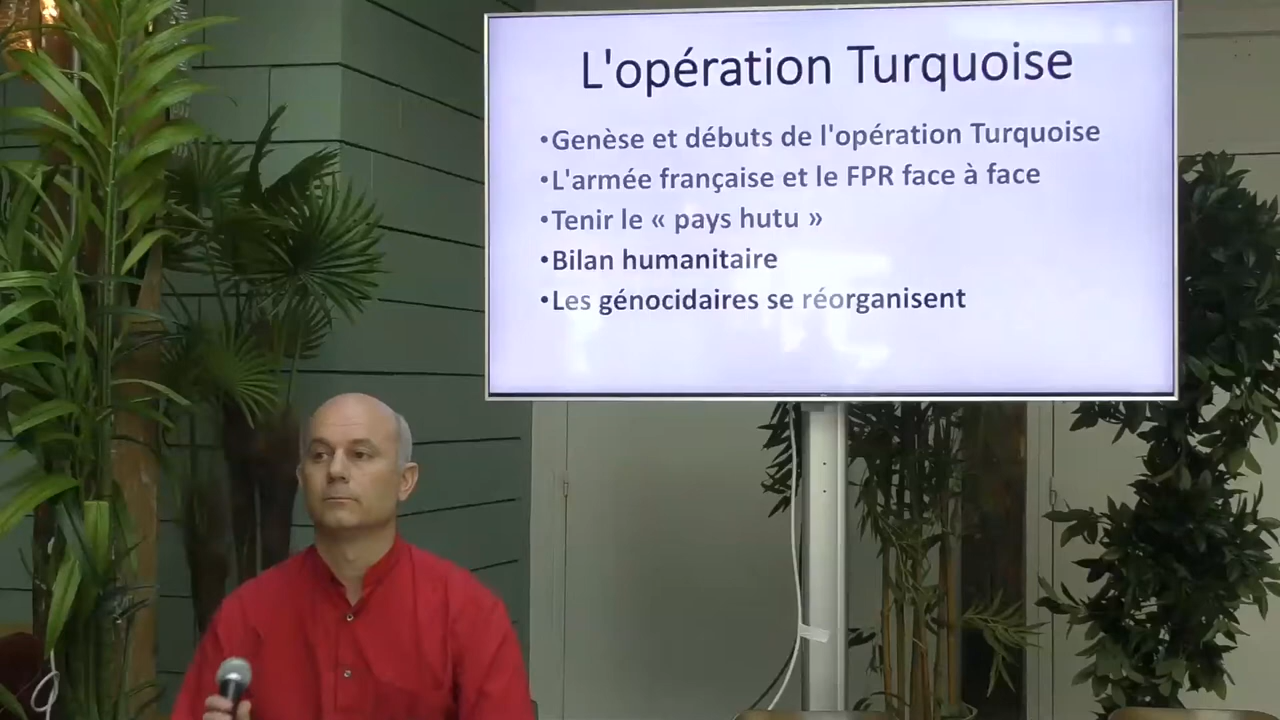 L'opération Turquoise
•Genèse et débuts de l'opération Turquoise
•L'armée française et le FPR face à face
•Tenir le « pays hutu »
•Bilan humanitaire
•Les génocidaires se réorganisent